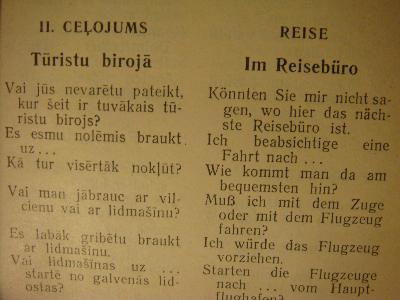 II. CEĻOJUMS
Tūristu birojā
Vai jūs nevarētu pateikt,
kur šeit ir tuvākais tū-
ristu birojs?
Es esmu nolēmis braukt
uz ...
Kā tur visērtāk nokļūt?
Vai man jābrauc ar vil-
cienu vai ar lidmašīnu?
Es labāk gribētu braukt
ar lidmašīnu.
Vai lidmašīnas uz ...
startē no galvenās lid-
ostas?
REISE
Im Reisebüro
Könnten Sie mir nicht sa-
gen, wo hier das näch-
ste Reisebüro ist.
Ich beabsichtige eine
Fahrt nach ...
Wie kommt man da am
bequemsten hin?
Muß ich mit dem Zuge
oder mit dem Flugzeug
fahren?
Ich würde das Flugzeug
vorziehen.
Starten die Flugzeuge
nach ... vom Haupt-
flughafen?